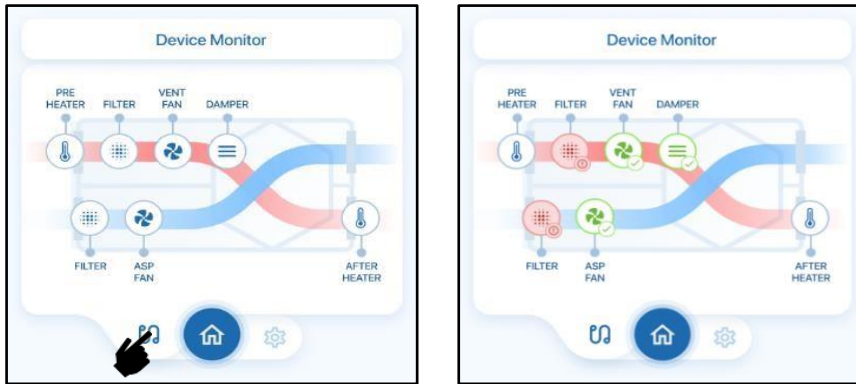 Device Monitor
PRE
HEATER
FILTER
VENT
FAN
DAMPER
FILTER
ASP
FAN
AFTER
HEATER
Device Monitor
PRE
HEATER
FILTER
VENT
FAN
DAMPER
FILTER
ASP
FAN
AFTER
HEATER